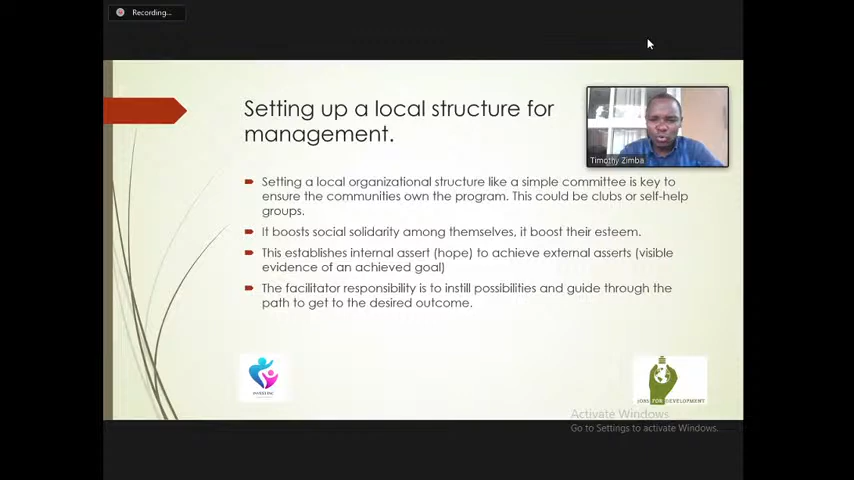 Recording...
Setting up a local structure for
management.
Timothy Zimba
Setting a local organizational structure like a simple committee is key to
ensure the communities own the program. This could be clubs or self-help
groups.
It boosts social solidarity among themselves, it boost their esteem.
This establishes internal assert (hope) to achieve external asserts (visible
evidence of an achieved goal)
The facilitator responsibility is to instill possibilities and guide through the
path to get to the desired outcome.
JOBS FOR DEVELOPMENT
Activate Windows
Go to Settings to activate Windows.